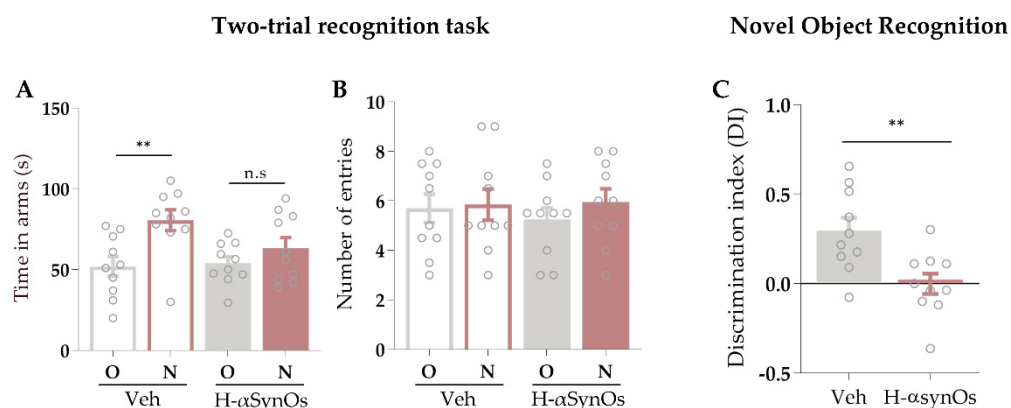 Two-trial recognition task
Novel Object Recognition
A
Time in arms (s)
150
100
50
0
**
n.s
O N O N
Veh H-αSynOs
B
Number of entries
10
8
6
4
2
0
O N O N
Veh H-αSynOs
C
Discrimination index (DI)
1.0
0.5
0.0
-0.5
**
Veh H-αsynOs